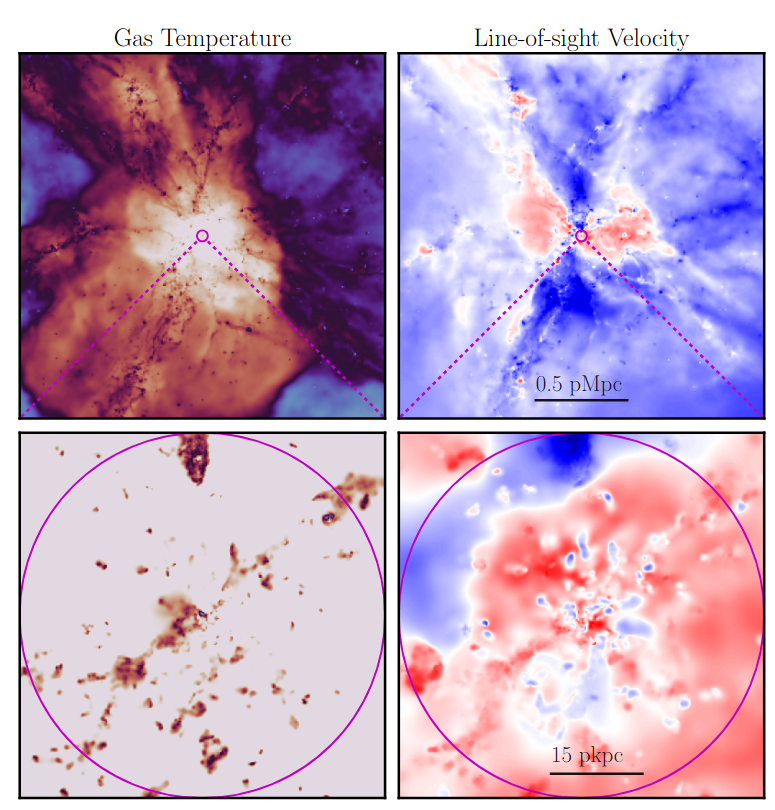 Gas Temperature
Line-of-sight Velocity
0.5 pMpc
15 pkpc